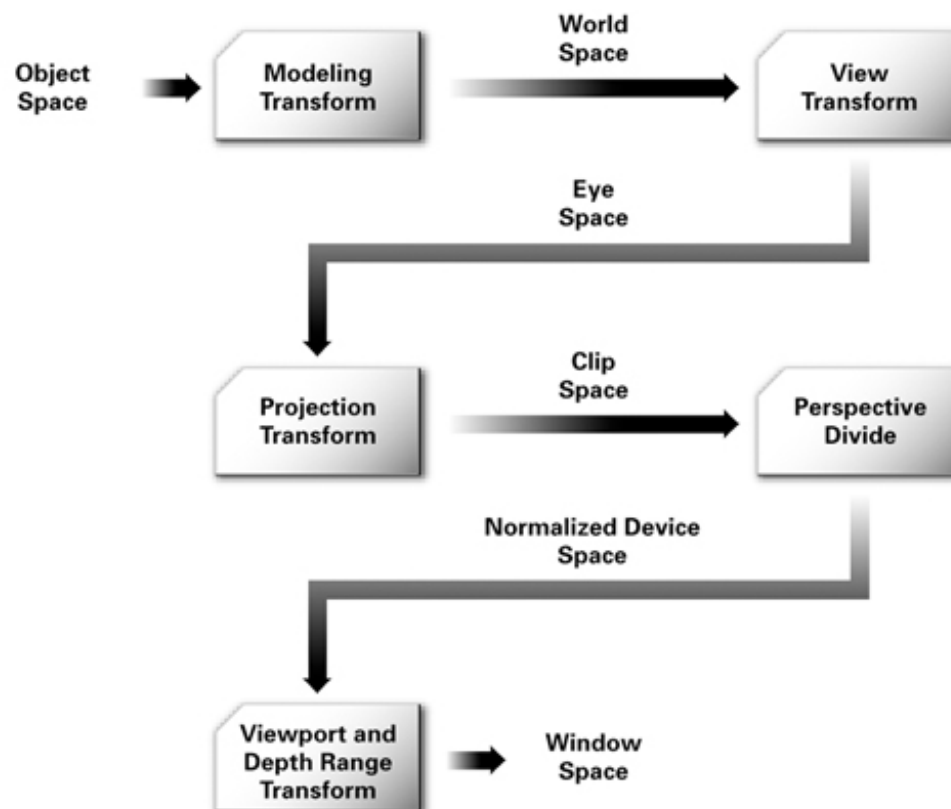 Object
Space
Modeling
Transform
World
Space
View
Transform
Eye
Space
Projection
Transform
Clip
Space
Perspective
Divide
Normalized Device
Space
Viewport and
Depth Range
Transform
Window
Space